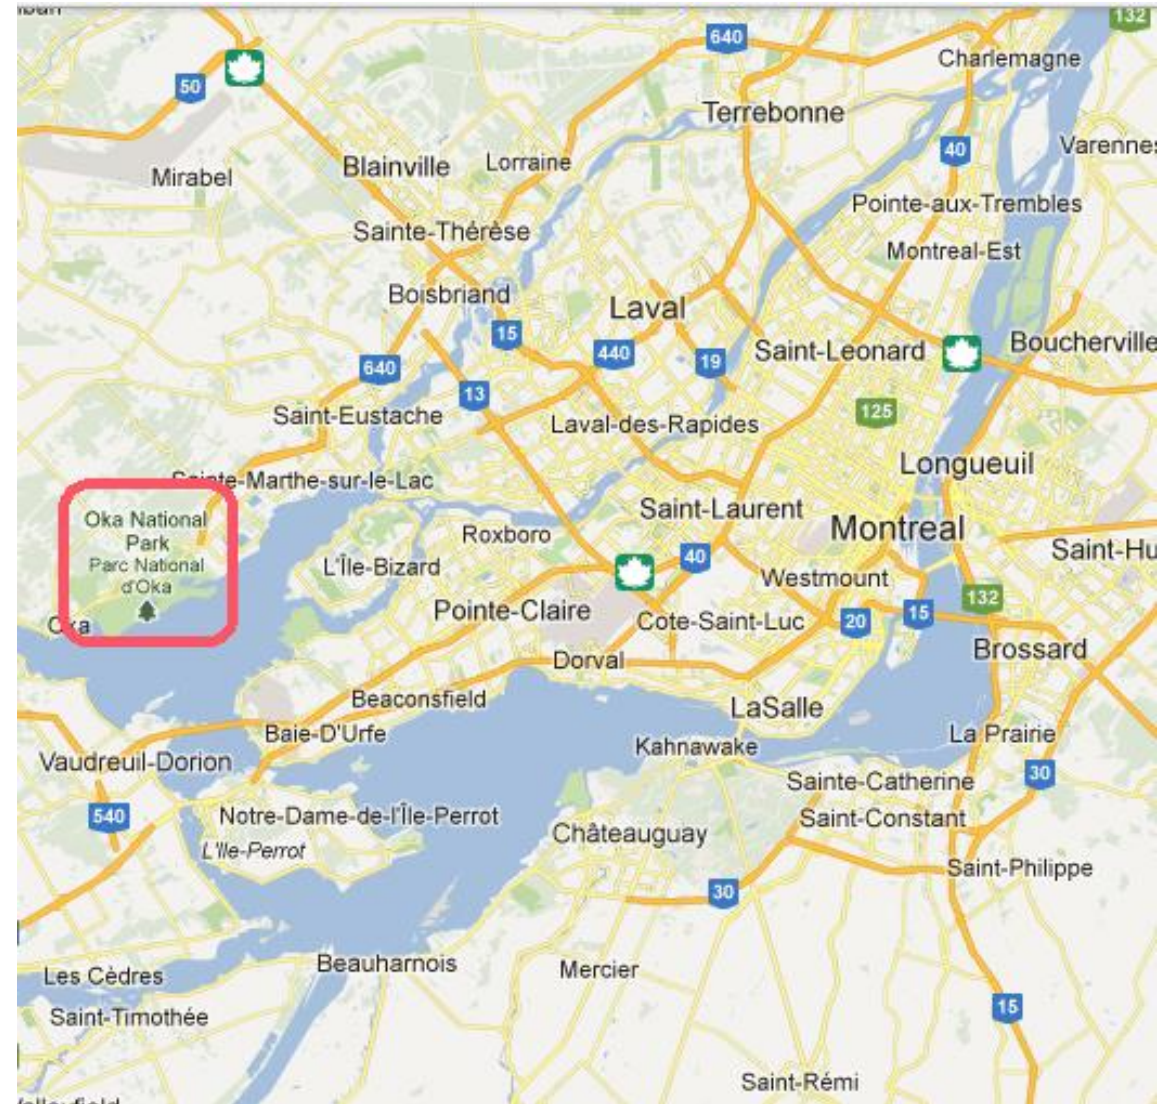 132
640
Charlemagne
50
Terrebonne
40
Varennes
Blainville
Lorraine
Mirabel
Pointe-aux-Trembles
Sainte-Thérèse
Montreal-Est
Boisbriand
Laval
15
440
19
Saint-Leonard
Boucherville
640
13
125
Saint-Eustache
Laval-des-Rapides
Longueuil
Sainte-Marthe-sur-le-Lac
Oka National
Park
Parc National
d'Oka
Saint-Laurent
Montreal
Roxboro
Saint-Hu
L'Île-Bizard
40
Westmount
132
Pointe-Claire
Cote-Saint-Luc
20
15
Oka
Brossard
Dorval
Beaconsfield
LaSalle
Baie-D'Urfe
Kahnawake
La Prairie
Vaudreuil-Dorion
Sainte-Catherine
30
540
Notre-Dame-de-l'Île-Perrot
Saint-Constant
L'Ile-Perrot
Châteauguay
Saint-Philippe
30
Beauharnois
Mercier
Les Cèdres
15
Saint-Timothée
Saint-Rémi